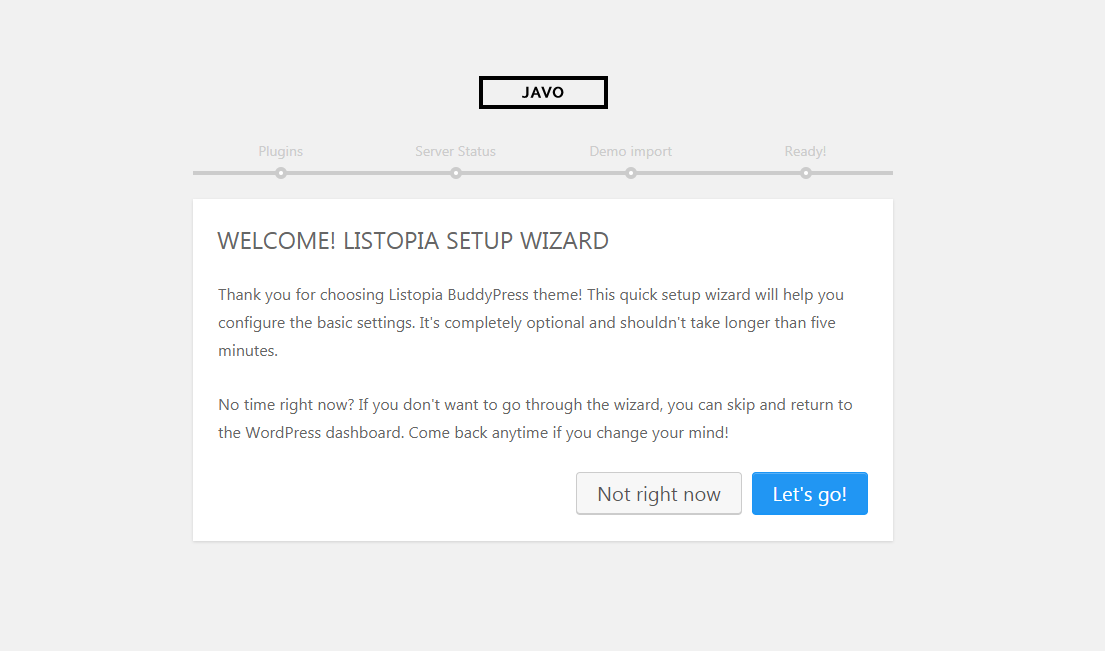 JAVO
Plugins
Server Status
Demo import
Ready!
WELCOME! LISTOPIA SETUP WIZARD
Thank you for choosing Listopia BuddyPress theme! This quick setup wizard will help you
configure the basic settings. It's completely optional and shouldn't take longer than five
minutes.
No time right now? If you don't want to go through the wizard, you can skip and return to
the WordPress dashboard. Come back anytime if you change your mind!
Not right now
Let's go!